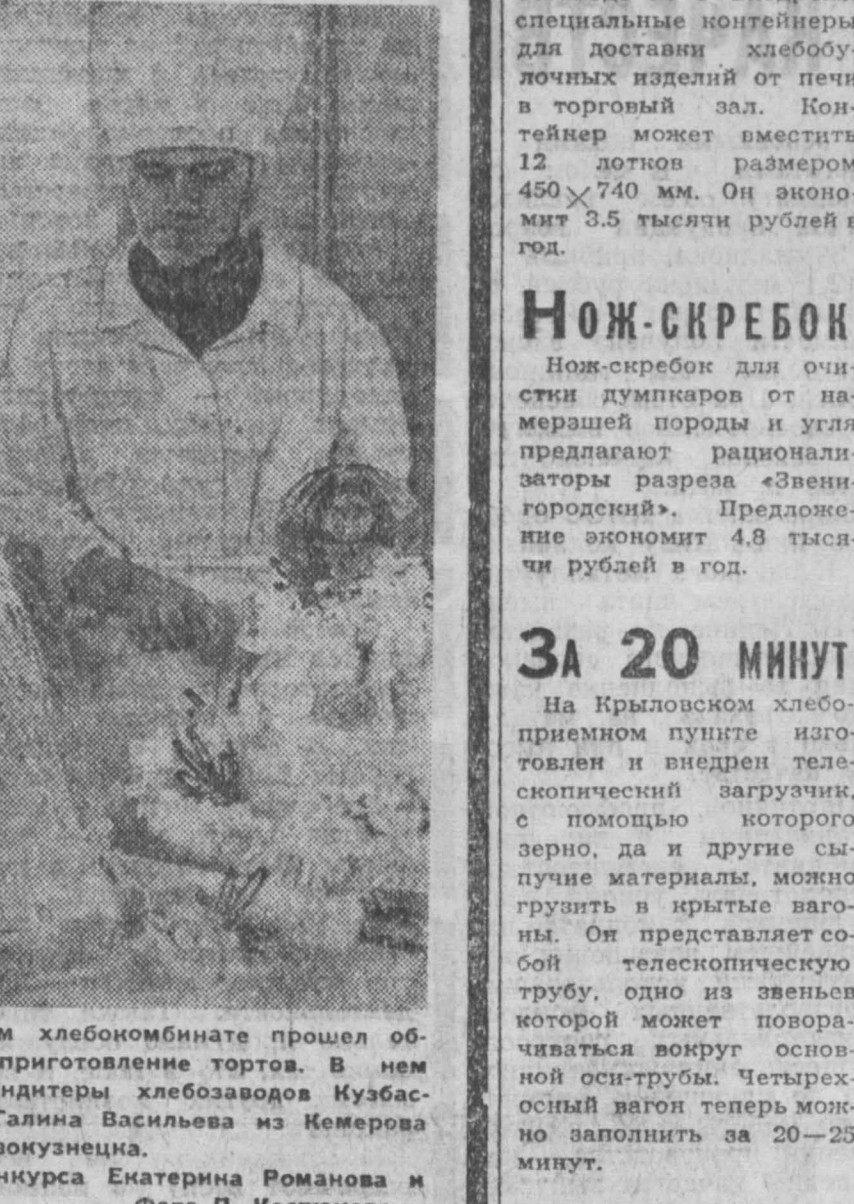 м хлебокомбинате прошел об-
приготовление тортов. В нем
ндитеры хлебозаводов Кузбас-
Галина Васильева из Кемерова
вокузнецка.
нкурса Екатерина Романова и
специальные контейнеры
для доставки хлебобу-
лочных изделий от печи
в торговый зал. Кон-
тейнер может вместить
12 лотков размером
450×740 мм. Он эконо-
мит 3.5 тысячи рублей в
год.
НОЖ-СКРЕБОК
Нож-скребок для очи-
стки думпкаров от на-
мерзшей породы и угля
предлагают рационали-
заторы разреза «Звени-
городский». Предложе-
ние экономит 4,8 тыся-
чи рублей в год.
ЗА 20 МИНУТ
На Крыловском хлебо-
приемном пункте изго-
товлен и внедрен теле-
скопический загрузчик,
с помощью которого
зерно, да и другие сы-
пучие материалы, можно
грузить в крытые ваго-
ны. Он представляет со-
бой телескопическую
трубу, одно из звеньев
которой может повора-
чиваться вокруг основ-
ной оси-трубы. Четырех-
осный вагон теперь мож-
но заполнить за 20—25
минут.